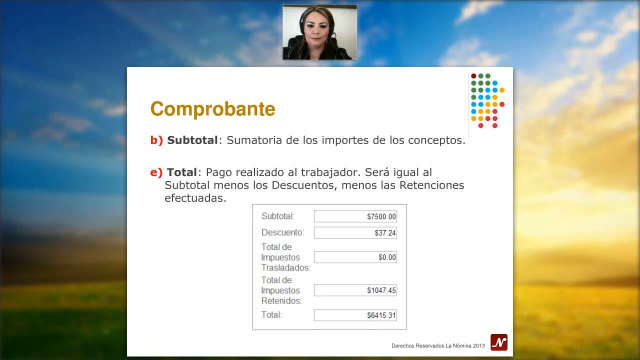 Comprobante
b) Subtotal: Sumatoria de los importes de los conceptos.
e) Total: Pago realizado al trabajador. Será igual al
Subtotal menos los Descuentos, menos las Retenciones
efectuadas.
Subtotal: $7500.00
Descuento: $37.24
Total de
Impuestos $0.00
Trasladados:
Total de
Impuestos $1047.45
Retenidos:
Total: $6415.31
Derechos Reservados La Nómina 2013 N